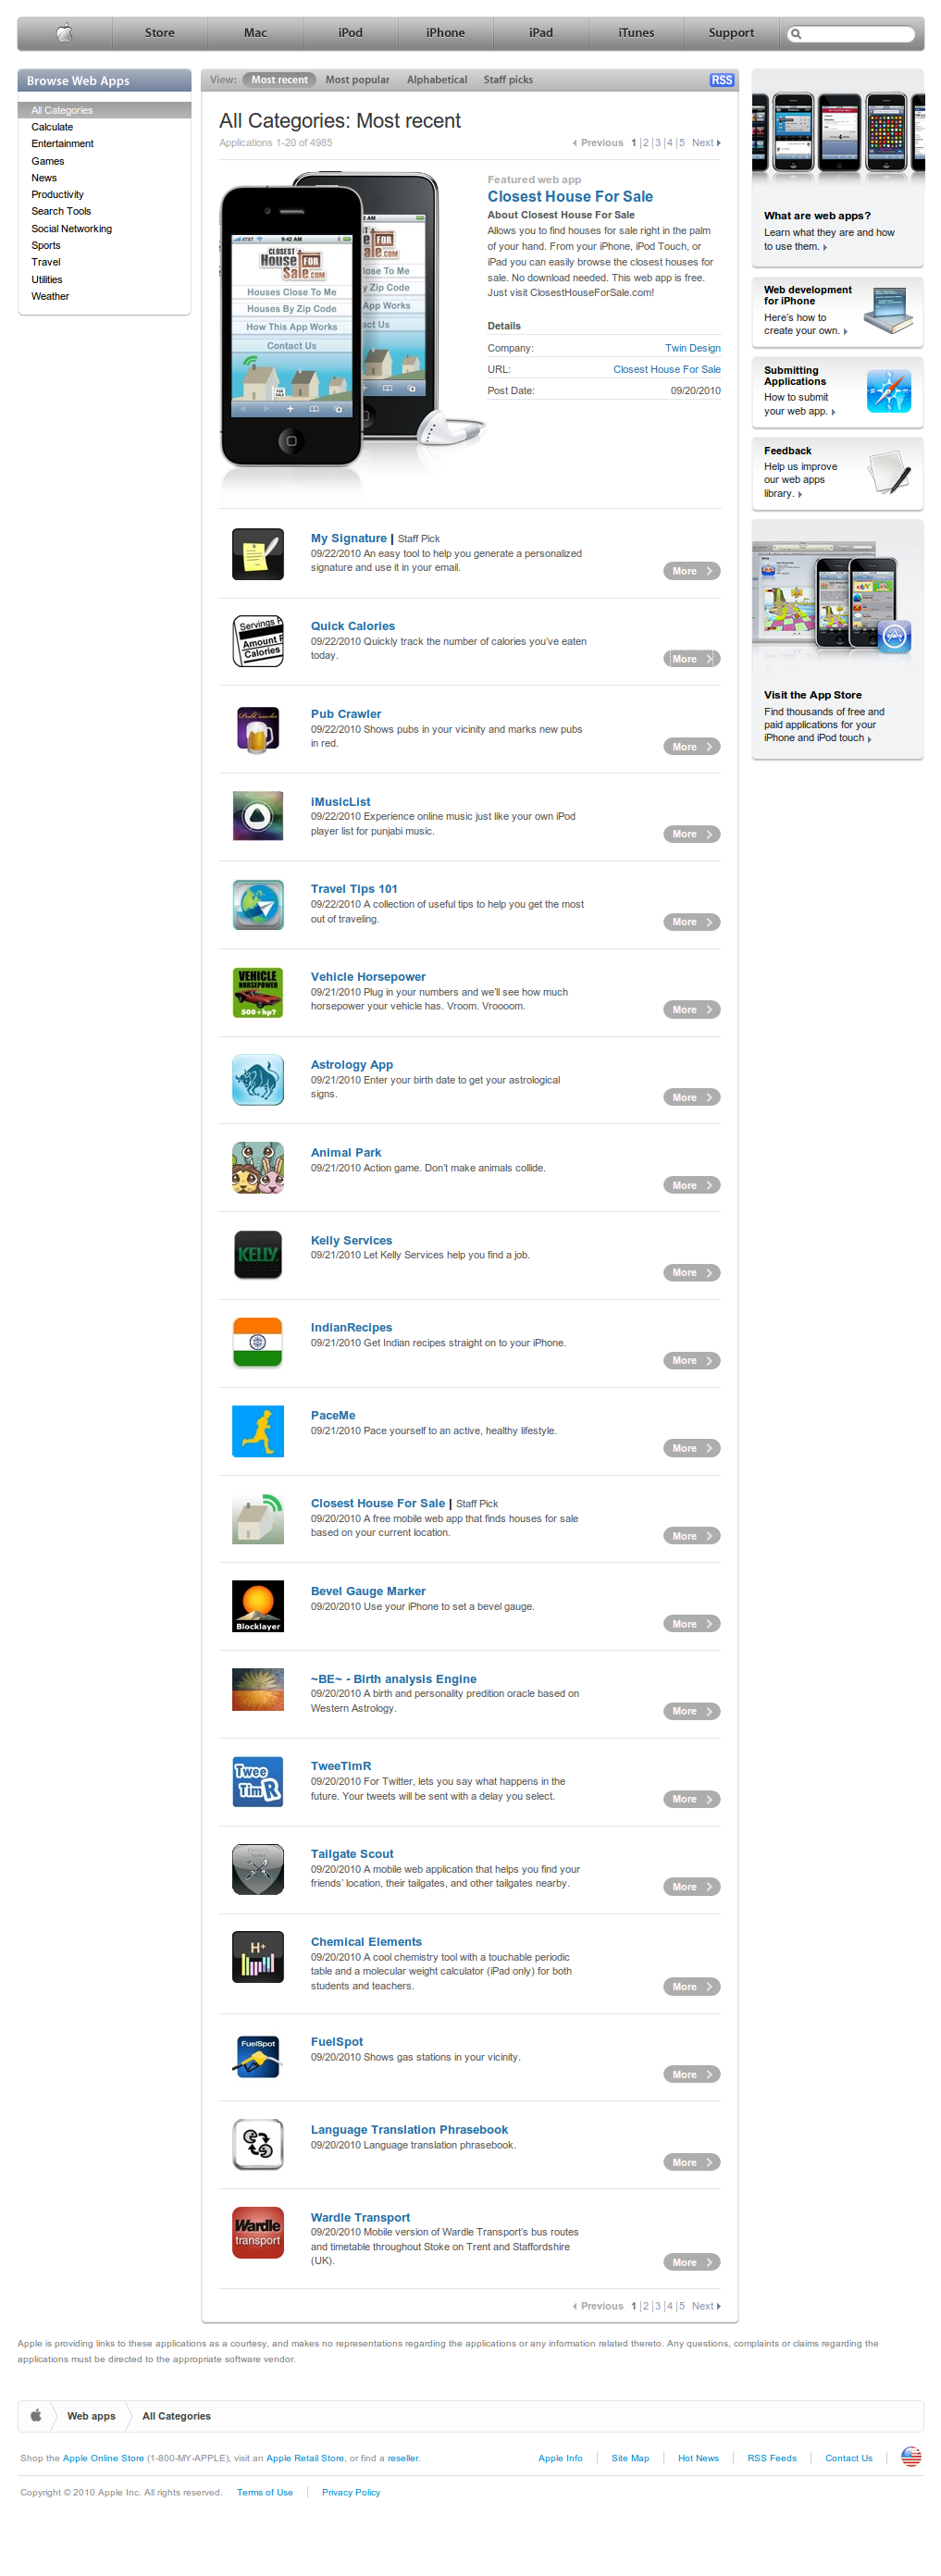 Store Mac iPod iPhone iPad iTunes Support
Browse Web Apps
All Categories
Calculate
Entertainment
Games
News
Productivity
Search Tools
Social Networking
Sports
Travel
Utilities
Weather
View: Most recent Most popular Alphabetical Staff picks RSS
All Categories: Most recent
Applications 1-20 of 4985
Previous 1 | 2 | 3 | 4 | 5 Next
AT&T 9:42 AM
CLOSEST
House FOR
Sale.COM
Houses Close To Me
Houses By Zip Code
How This App Works
Contact Us
Featured web app
Closest House For Sale
About Closest House For Sale
Allows you to find houses for sale right in the palm
of your hand. From your iPhone, iPod Touch, or
iPad you can easily browse the closest houses for
sale. No download needed. This web app is free.
Just visit ClosestHouseForSale.com!
Details
Company: Twin Design
URL: Closest House For Sale
Post Date: 09/20/2010
My Signature | Staff Pick
09/22/2010 An easy tool to help you generate a personalized
signature and use it in your email.
More
Servings
Amount
Calories
Quick Calories
09/22/2010 Quickly track the number of calories you've eaten
today.
More
Pub Crawler
Pub Crawler
09/22/2010 Shows pubs in your vicinity and marks new pubs
in red.
More
iMusicList
09/22/2010 Experience online music just like your own iPod
player list for punjabi music.
More
Travel Tips 101
09/22/2010 A collection of useful tips to help you get the most
out of traveling.
More
VEHICLE
HORSEPOWER
500+hp?
Vehicle Horsepower
09/21/2010 Plug in your numbers and we'll see how much
horsepower your vehicle has. Vroom. Vroooom.
More
Astrology App
09/21/2010 Enter your birth date to get your astrological
signs.
More
Animal Park
09/21/2010 Action game. Don't make animals collide.
More
KELLY
Kelly Services
09/21/2010 Let Kelly Services help you find a job.
More
IndianRecipes
09/21/2010 Get Indian recipes straight on to your iPhone.
More
PaceMe
09/21/2010 Pace yourself to an active, healthy lifestyle.
More
Closest House For Sale | Staff Pick
09/20/2010 A free mobile web app that finds houses for sale
based on your current location.
More
Blocklayer
Bevel Gauge Marker
09/20/2010 Use your iPhone to set a bevel gauge.
More
~BE~ - Birth analysis Engine
09/20/2010 A birth and personality predition oracle based on
Western Astrology.
More
Twee
TimR
TweeTimR
09/20/2010 For Twitter, lets you say what happens in the
future. Your tweets will be sent with a delay you select.
More
Tailgate Scout
09/20/2010 A mobile web application that helps you find your
friends' location, their tailgates, and other tailgates nearby.
More
H+
Chemical Elements
09/20/2010 A cool chemistry tool with a touchable periodic
table and a molecular weight calculator (iPad only) for both
students and teachers.
More
FuelSpot
FuelSpot
09/20/2010 Shows gas stations in your vicinity.
More
Language Translation Phrasebook
09/20/2010 Language translation phrasebook.
More
Wardle
transport
Wardle Transport
09/20/2010 Mobile version of Wardle Transport's bus routes
and timetable throughout Stoke on Trent and Staffordshire
(UK).
More
Previous 1 | 2 | 3 | 4 | 5 Next
What are web apps?
Learn what they are and how
to use them.
Web development
for iPhone
Here's how to
create your own.
Submitting
Applications
How to submit
your web app.
Feedback
Help us improve
our web apps
library.
Visit the App Store
Find thousands of free and
paid applications for your
iPhone and iPod touch
Apple is providing links to these applications as a courtesy, and makes no representations regarding the applications or any information related thereto. Any questions, complaints or claims regarding the
applications must be directed to the appropriate software vendor.
Web apps All Categories
Shop the Apple Online Store (1-800-MY-APPLE), visit an Apple Retail Store, or find a reseller.
Apple Info | Site Map | Hot News | RSS Feeds | Contact Us
Copyright © 2010 Apple Inc. All rights reserved. Terms of Use | Privacy Policy